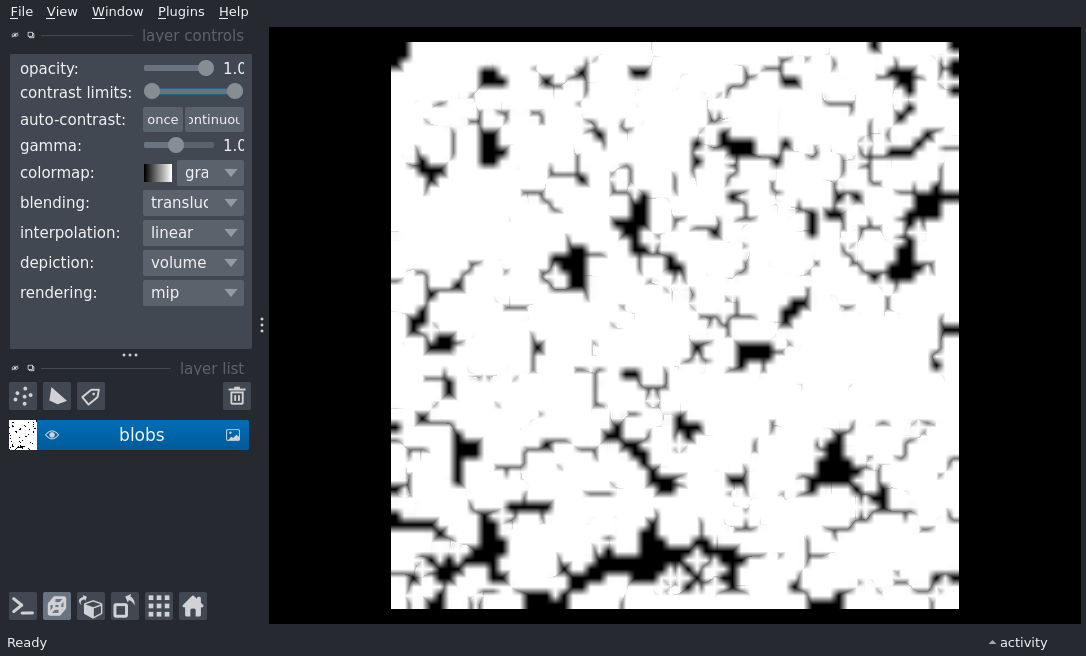 File View Window Plugins Help
layer controls
opacity: 1.0
contrast limits:
auto-contrast: once ontinuou
gamma: 1.0
colormap: gra
blending: transluc
interpolation: linear
depiction: volume
rendering: mip
layer list
blobs
Ready activity